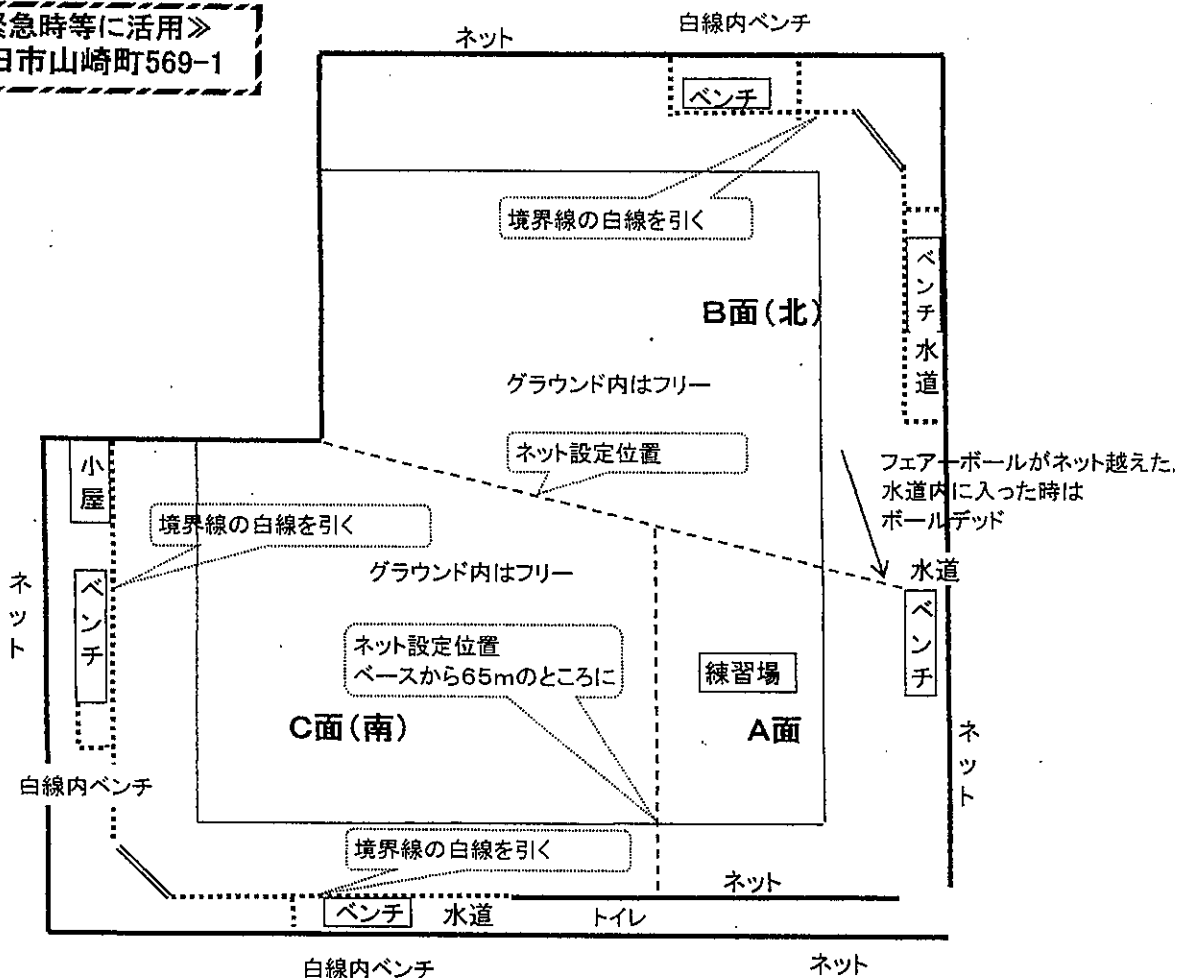 急時等に活用≫
日市山崎町569-1
ネット
白線内ベンチ
ベンチ
境界線の白線を引く
ベンチ
水道
B面(北)
グラウンド内はフリー
ネット設定位置
フェアーボールがネット越えた,
水道内に入った時は
ボールデッド
小屋
境界線の白線を引く
グラウンド内はフリー
水道
ネット
ベンチ
ベンチ
ネット設定位置
ベースから65mのところに
練習場
C面(南)
A面
ネット
白線内ベンチ
境界線の白線を引く
ネット
ベンチ
水道
トイレ
白線内ベンチ
ネット